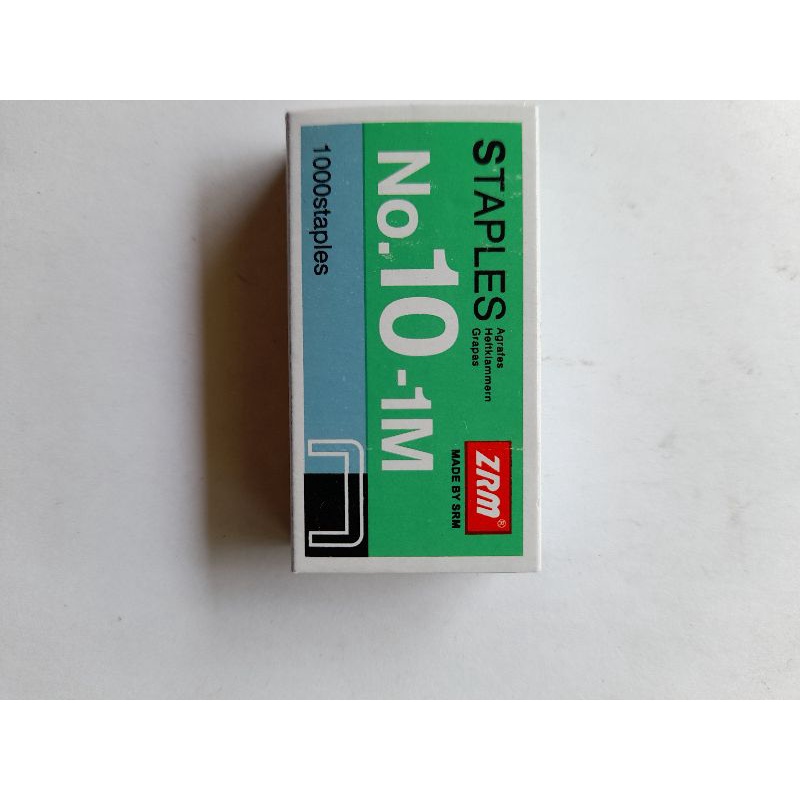 STAPLES
Agrafes
Heftklammern
Grapas
No.10-1M
1000staples
ZRM®
MADE BY SRM